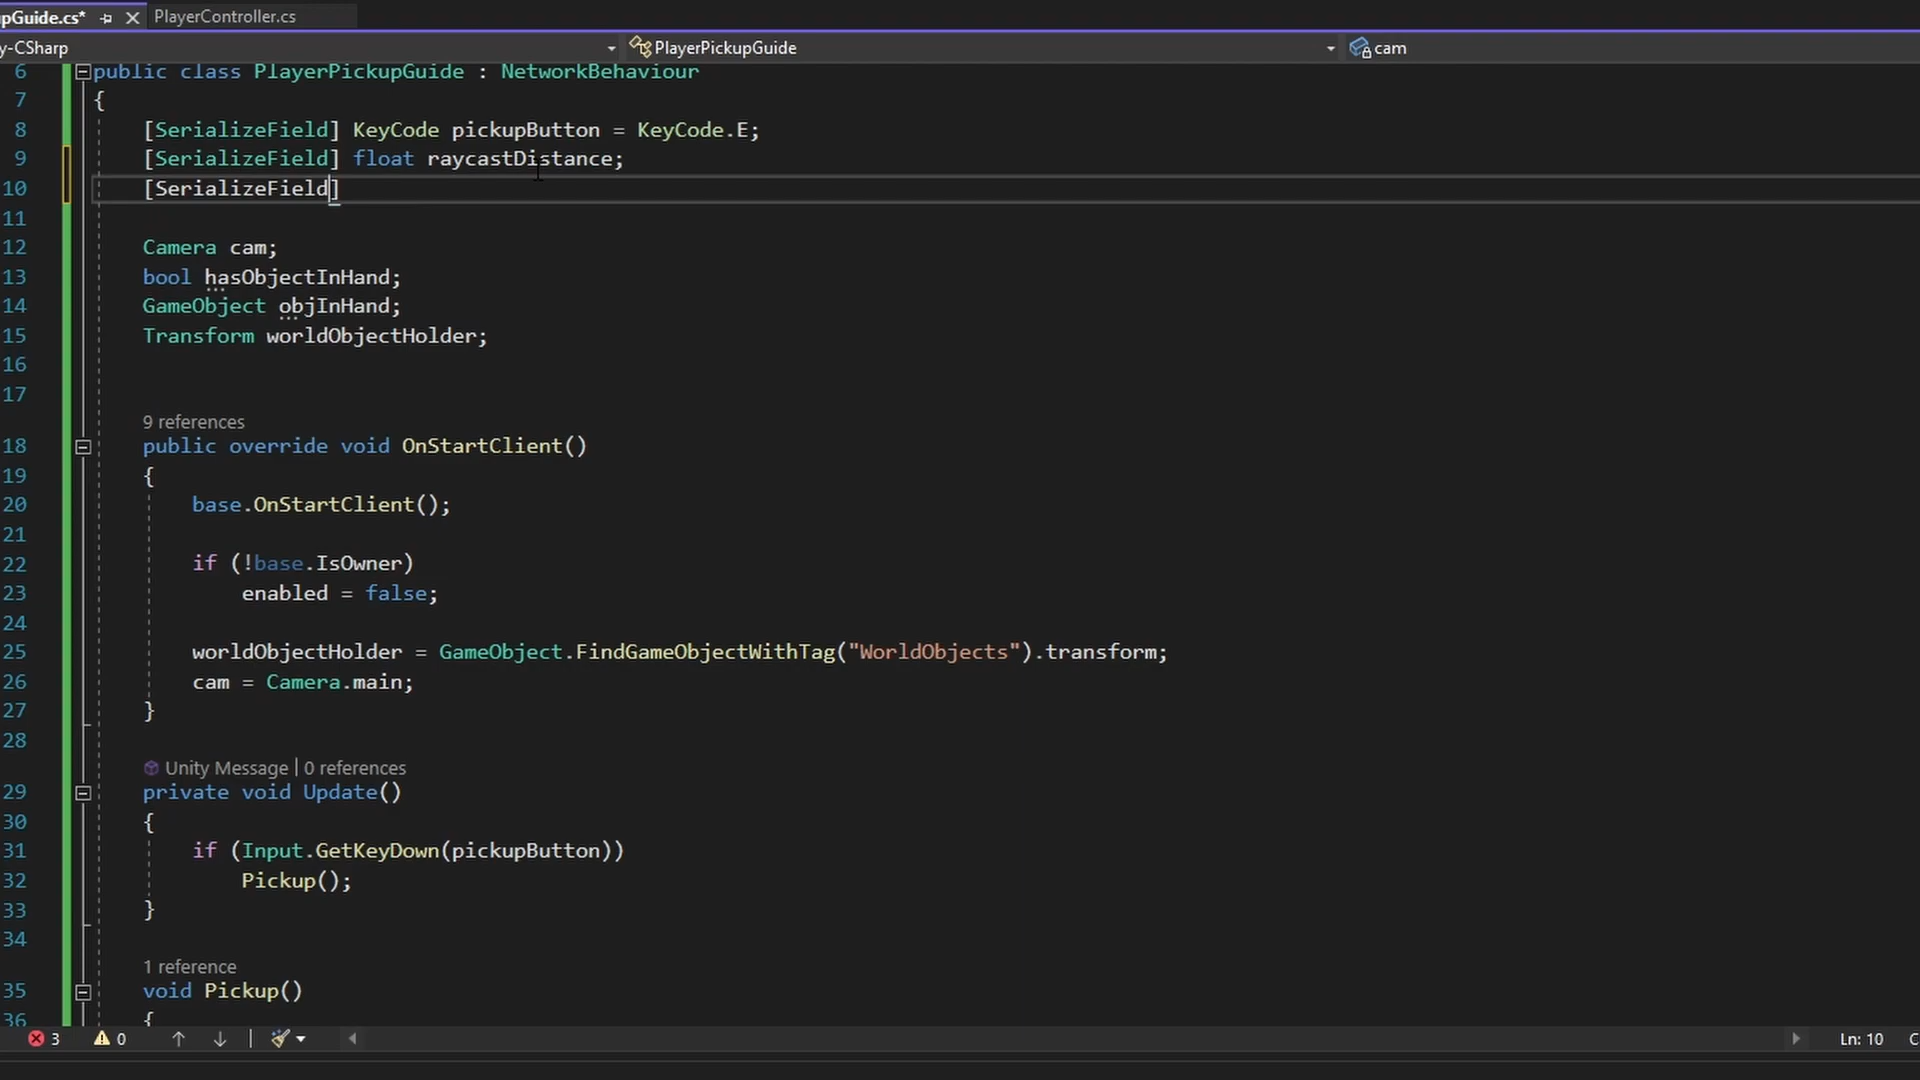 pGuide.cs* PlayerController.cs
y-CSharp PlayerPickupGuide cam
6 public class PlayerPickupGuide : NetworkBehaviour
7 {
8 [SerializeField] KeyCode pickupButton = KeyCode.E;
9 [SerializeField] float raycastDistance;
10 [SerializeField]
11
12 Camera cam;
13 bool hasObjectInHand;
14 GameObject objInHand;
15 Transform worldObjectHolder;
16
17
9 references
18 public override void OnStartClient()
19 {
20 base.OnStartClient();
21
22 if (!base.IsOwner)
23 enabled = false;
24
25 worldObjectHolder = GameObject.FindGameObjectWithTag("WorldObjects").transform;
26 cam = Camera.main;
27 }
28
Unity Message | 0 references
29 private void Update()
30 {
31 if (Input.GetKeyDown(pickupButton))
32 Pickup();
33 }
34
1 reference
35 void Pickup()
36 {
3 0 Ln: 10 C